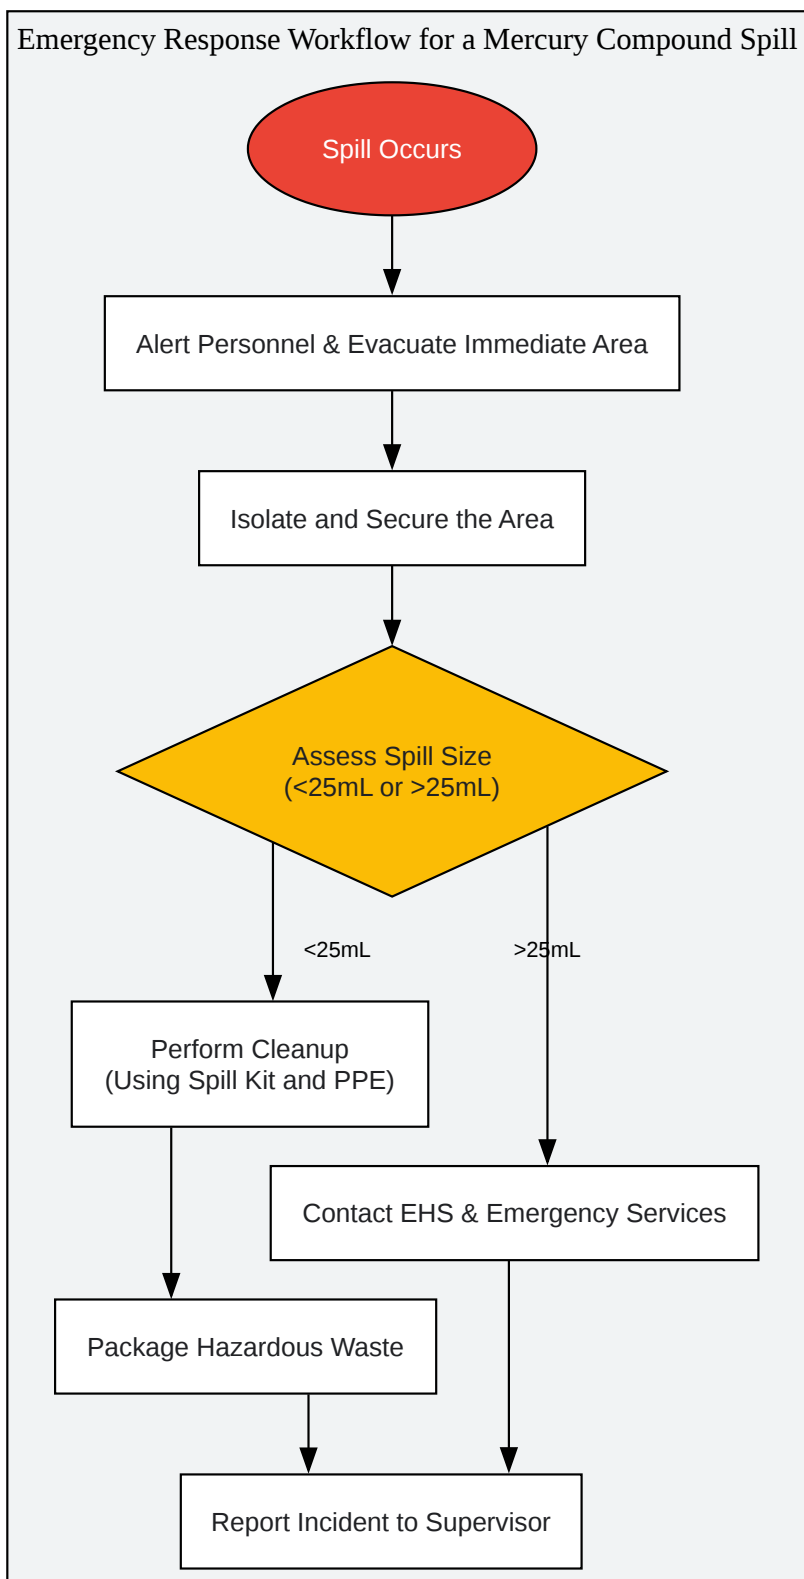 Emergency Response Workflow for a Mercury Compound Spill
Spill Occurs
Alert Personnel & Evacuate Immediate Area
Isolate and Secure the Area
Assess Spill Size
(<25mL or >25mL)
<25mL
>25mL
Perform Cleanup
(Using Spill Kit and PPE)
Contact EHS & Emergency Services
Package Hazardous Waste
Report Incident to Supervisor